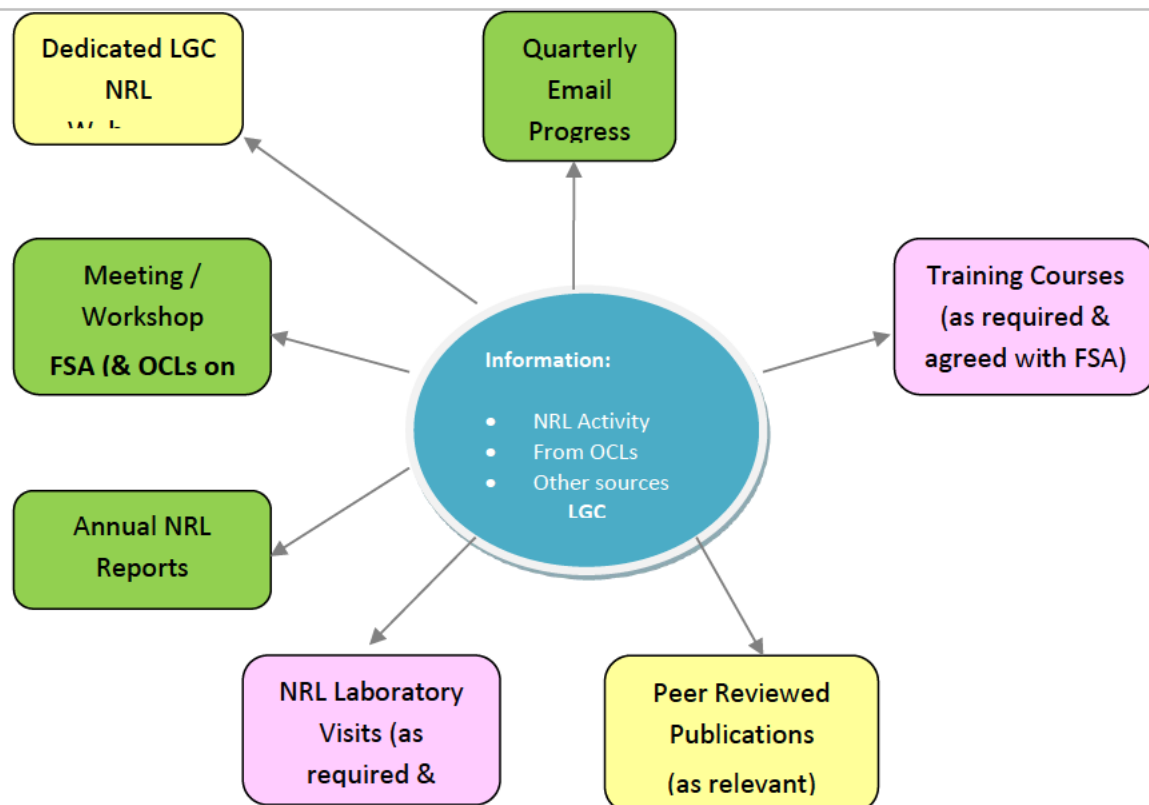 Dedicated LGC
NRL
Quarterly
Email
Progress
Meeting /
Workshop
FSA (& OCLs on
Training Courses
(as required &
agreed with FSA)
Information:
• NRL Activity
• From OCLs
• Other sources
LGC
Annual NRL
Reports
NRL Laboratory
Visits (as
required &
Peer Reviewed
Publications
(as relevant)